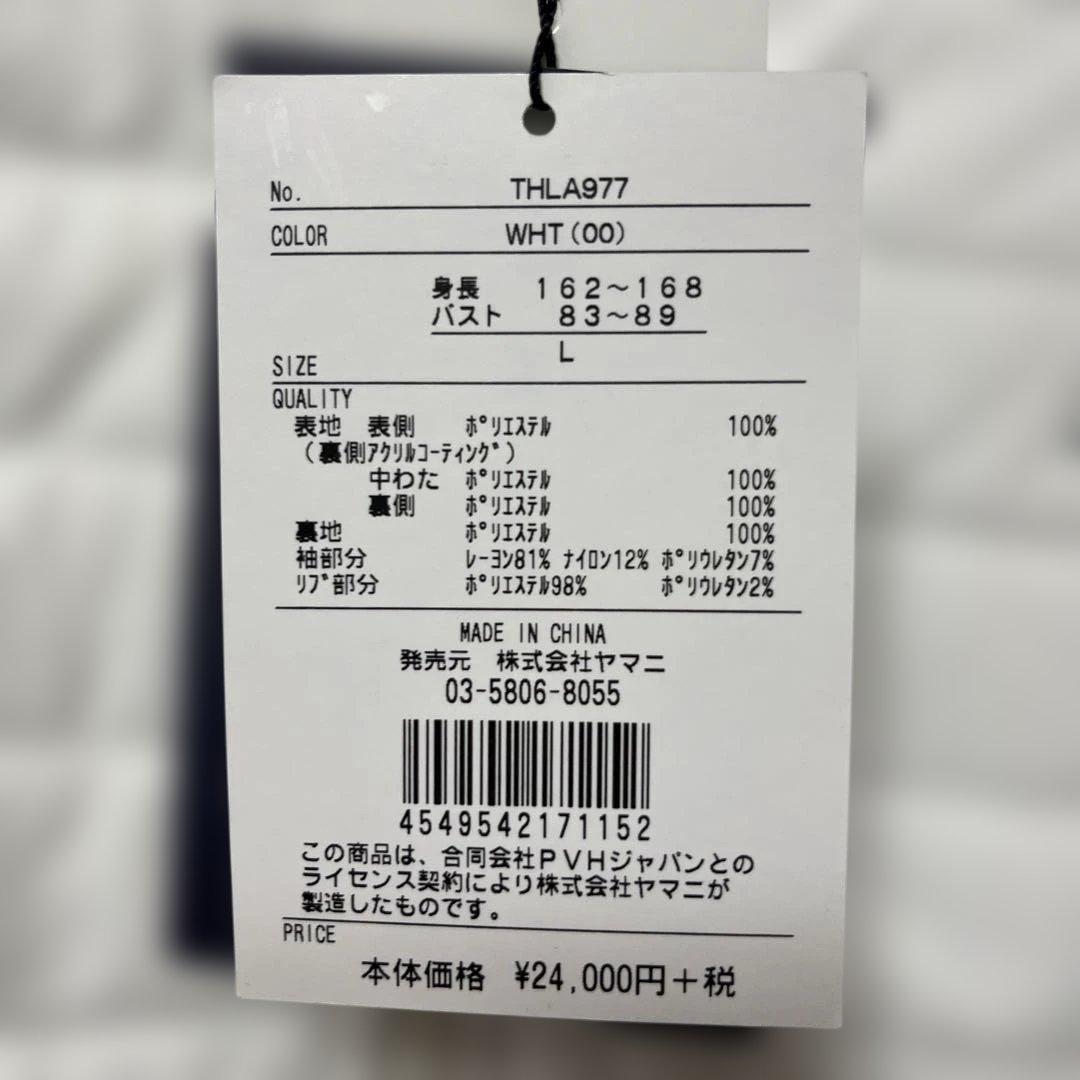 No. THLA977
COLOR WHT(00)
身長 162～168
バスト 83～89
SIZE L
QUALITY
表地 表側 ﾎﾟﾘｴｽﾃﾙ 100%
（裏側ｱｸﾘﾙｺｰﾃｨﾝｸﾞ）
中わた ﾎﾟﾘｴｽﾃﾙ 100%
裏側 ﾎﾟﾘｴｽﾃﾙ 100%
裏地 ﾎﾟﾘｴｽﾃﾙ 100%
袖部分 ﾚｰﾖﾝ81% ﾅｲﾛﾝ12% ﾎﾟﾘｳﾚﾀﾝ7%
ﾘﾌﾞ部分 ﾎﾟﾘｴｽﾃﾙ98% ﾎﾟﾘｳﾚﾀﾝ2%
MADE IN CHINA
発売元 株式会社ヤマニ
03-5806-8055
4549542171152
この商品は、合同会社ＰＶＨジャパンとの
ライセンス契約により株式会社ヤマニが
製造したものです。
PRICE
本体価格 ¥24,000円＋税